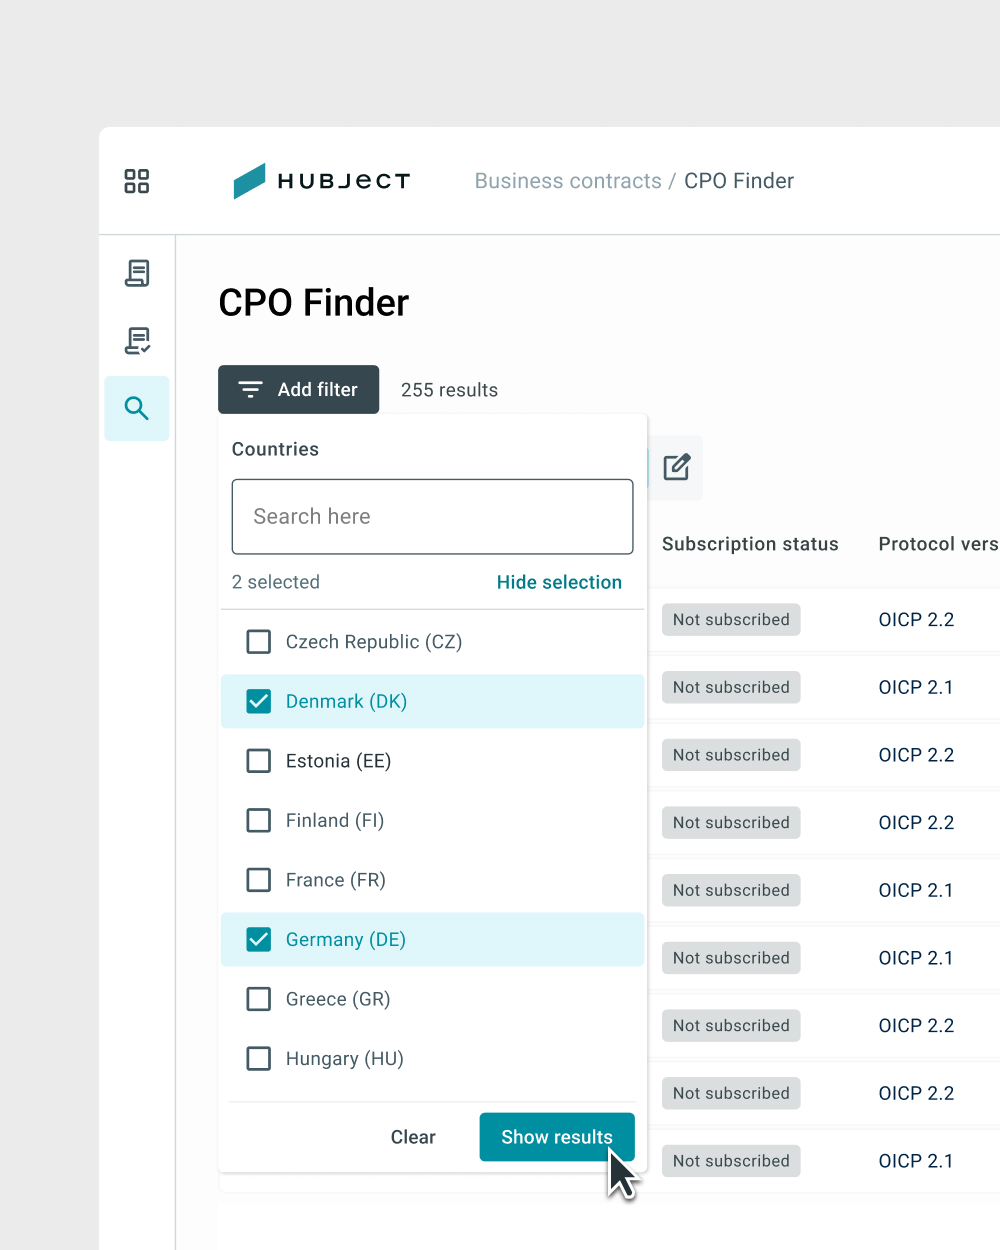 HUBJECT
Business contracts / CPO Finder
CPO Finder
Add filter
255 results
Countries
Search here
2 selected
Hide selection
Czech Republic (CZ)
Denmark (DK)
Estonia (EE)
Finland (FI)
France (FR)
Germany (DE)
Greece (GR)
Hungary (HU)
Clear
Show results
Subscription status
Protocol vers
Not subscribed
OICP 2.2
Not subscribed
OICP 2.1
Not subscribed
OICP 2.2
Not subscribed
OICP 2.2
Not subscribed
OICP 2.1
Not subscribed
OICP 2.1
Not subscribed
OICP 2.2
Not subscribed
OICP 2.2
Not subscribed
OICP 2.1